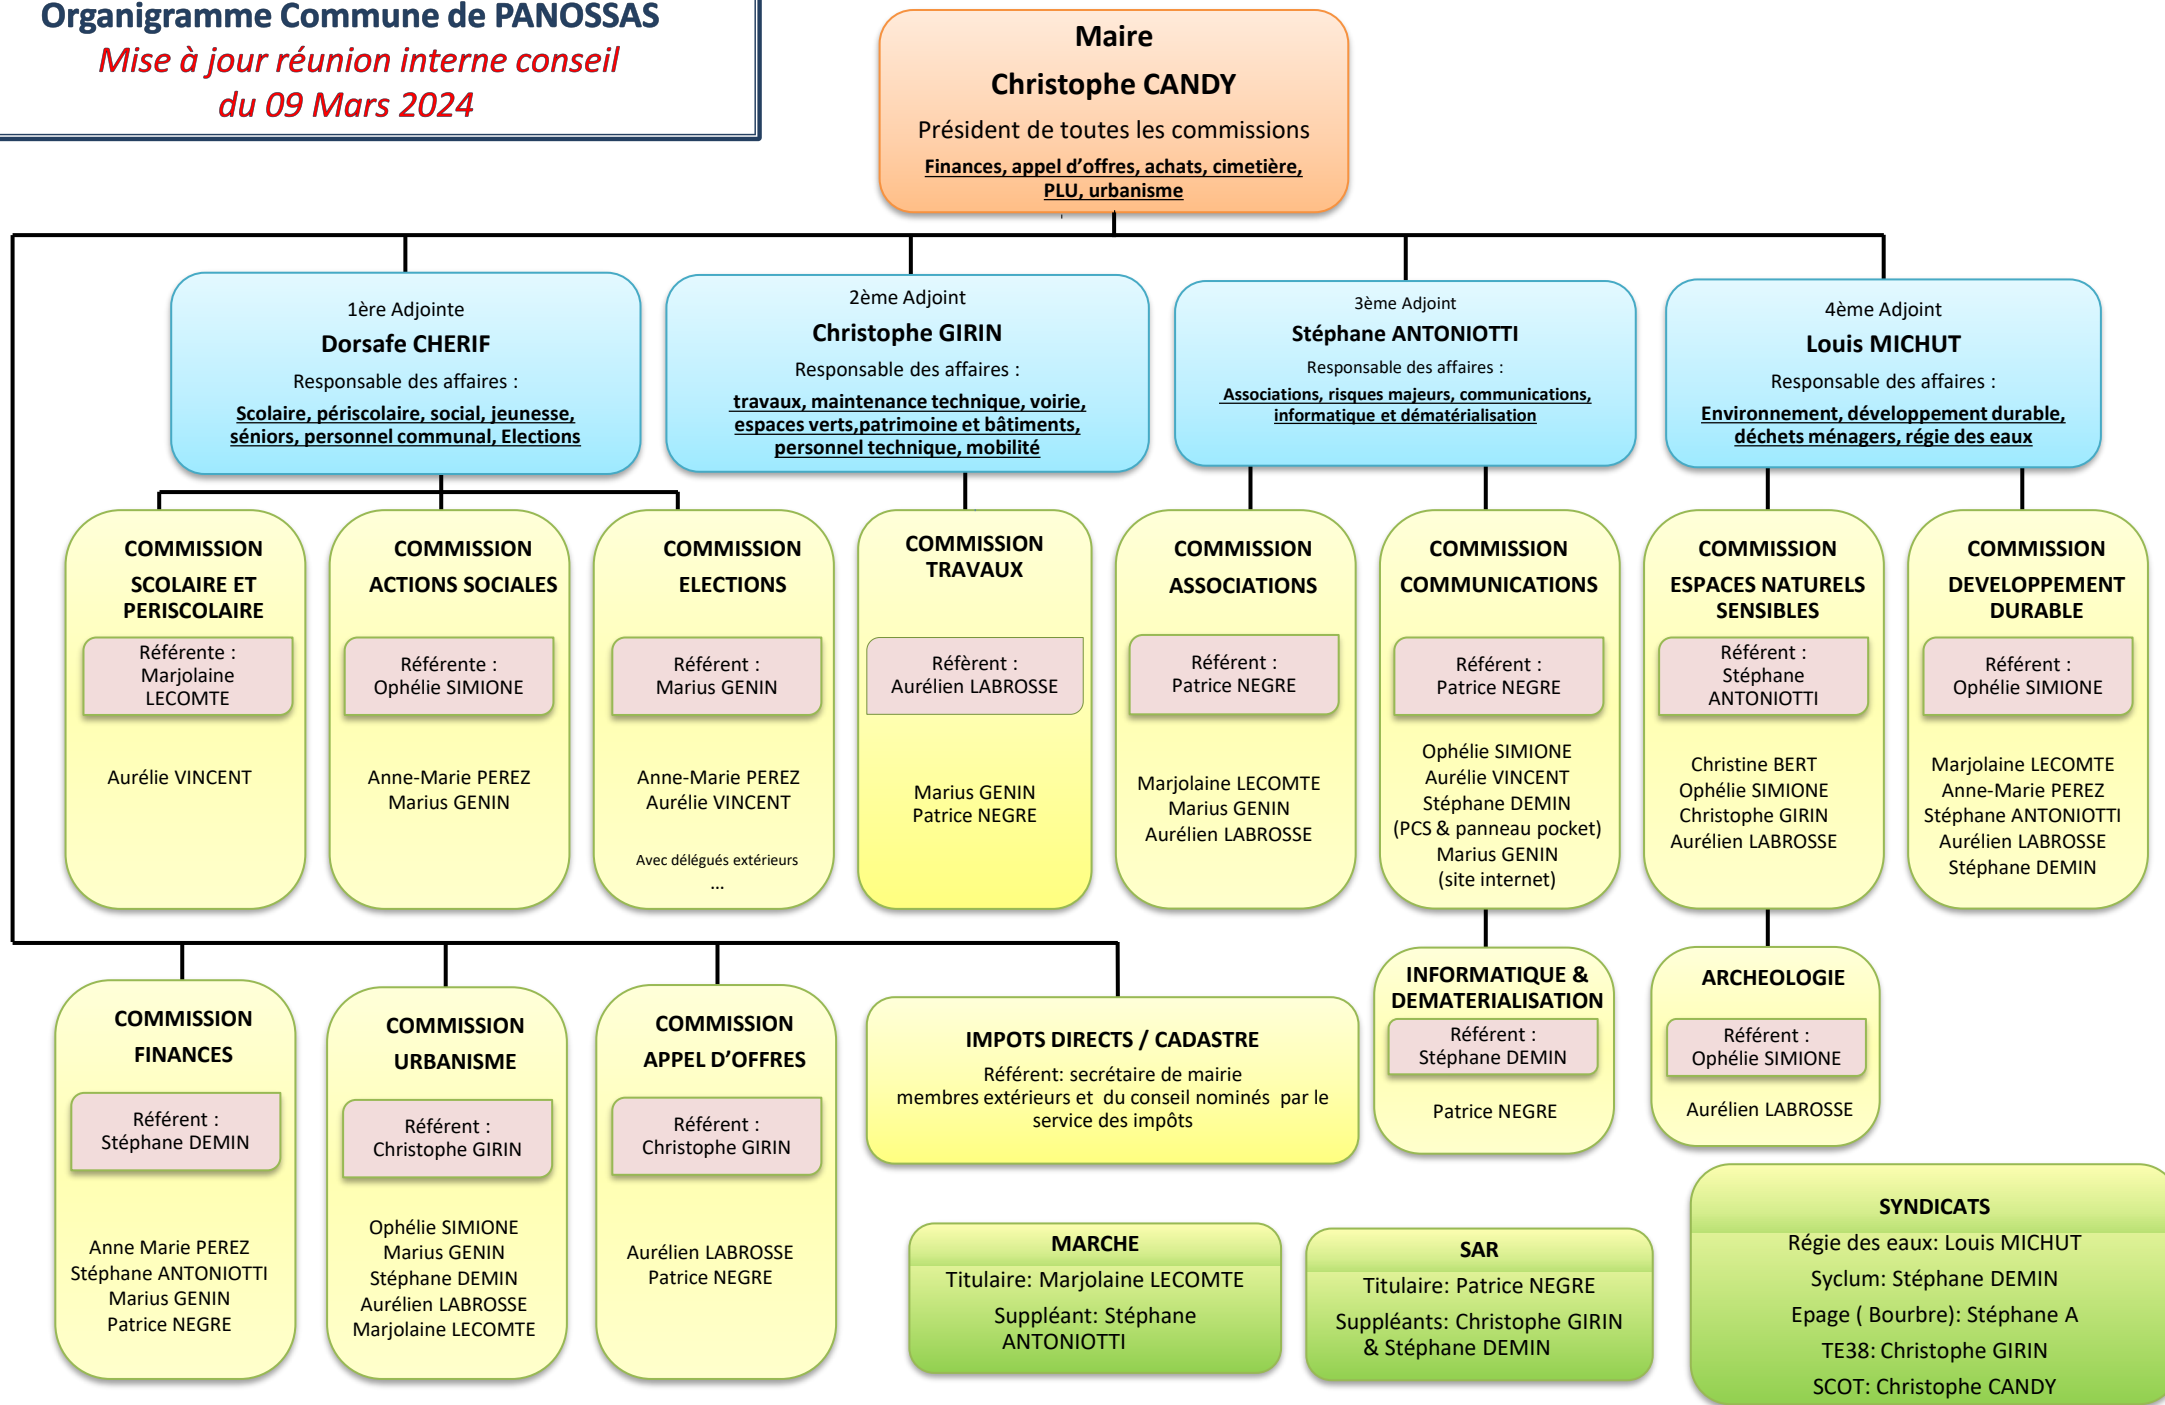 Organigramme Commune de PANOSSAS
Mise à jour réunion interne conseil
du 09 Mars 2024
Maire
Christophe CANDY
Président de toutes les commissions
Finances, appel d’offres, achats, cimetière,
PLU, urbanisme
1ère Adjointe
Dorsafe CHERIF
Responsable des affaires :
Scolaire, périscolaire, social, jeunesse,
séniors, personnel communal, Elections
2ème Adjoint
Christophe GIRIN
Responsable des affaires :
travaux, maintenance technique, voirie,
espaces verts,patrimoine et bâtiments,
personnel technique, mobilité
3ème Adjoint
Stéphane ANTONIOTTI
Responsable des affaires :
Associations, risques majeurs, communications,
informatique et dématérialisation
4ème Adjoint
Louis MICHUT
Responsable des affaires :
Environnement, développement durable,
déchets ménagers, régie des eaux
COMMISSION
SCOLAIRE ET
PERISCOLAIRE
Référente :
Marjolaine
LECOMTE
Aurélie VINCENT
COMMISSION
ACTIONS SOCIALES
Référente :
Ophélie SIMIONE
Anne-Marie PEREZ
Marius GENIN
COMMISSION
ELECTIONS
Référent :
Marius GENIN
Anne-Marie PEREZ
Aurélie VINCENT
Avec délégués extérieurs
...
COMMISSION
TRAVAUX
Réfèrent :
Aurélien LABROSSE
Marius GENIN
Patrice NEGRE
COMMISSION
ASSOCIATIONS
Référent :
Patrice NEGRE
Marjolaine LECOMTE
Marius GENIN
Aurélien LABROSSE
COMMISSION
COMMUNICATIONS
Référent :
Patrice NEGRE
Ophélie SIMIONE
Aurélie VINCENT
Stéphane DEMIN
(PCS & panneau pocket)
Marius GENIN
(site internet)
COMMISSION
ESPACES NATURELS
SENSIBLES
Référent :
Stéphane
ANTONIOTTI
Christine BERT
Ophélie SIMIONE
Christophe GIRIN
Aurélien LABROSSE
COMMISSION
DEVELOPPEMENT
DURABLE
Référent :
Ophélie SIMIONE
Marjolaine LECOMTE
Anne-Marie PEREZ
Stéphane ANTONIOTTI
Aurélien LABROSSE
Stéphane DEMIN
COMMISSION
FINANCES
Référent :
Stéphane DEMIN
Anne Marie PEREZ
Stéphane ANTONIOTTI
Marius GENIN
Patrice NEGRE
COMMISSION
URBANISME
Référent :
Christophe GIRIN
Ophélie SIMIONE
Marius GENIN
Stéphane DEMIN
Aurélien LABROSSE
Marjolaine LECOMTE
COMMISSION
APPEL D’OFFRES
Référent :
Christophe GIRIN
Aurélien LABROSSE
Patrice NEGRE
IMPOTS DIRECTS / CADASTRE
Référent: secrétaire de mairie
membres extérieurs et du conseil nominés par le
service des impôts
INFORMATIQUE &
DEMATERIALISATION
Référent :
Stéphane DEMIN
Patrice NEGRE
ARCHEOLOGIE
Référent :
Ophélie SIMIONE
Aurélien LABROSSE
MARCHE
Titulaire: Marjolaine LECOMTE
Suppléant: Stéphane
ANTONIOTTI
SAR
Titulaire: Patrice NEGRE
Suppléants: Christophe GIRIN
& Stéphane DEMIN
SYNDICATS
Régie des eaux: Louis MICHUT
Syclum: Stéphane DEMIN
Epage ( Bourbre): Stéphane A
TE38: Christophe GIRIN
SCOT: Christophe CANDY